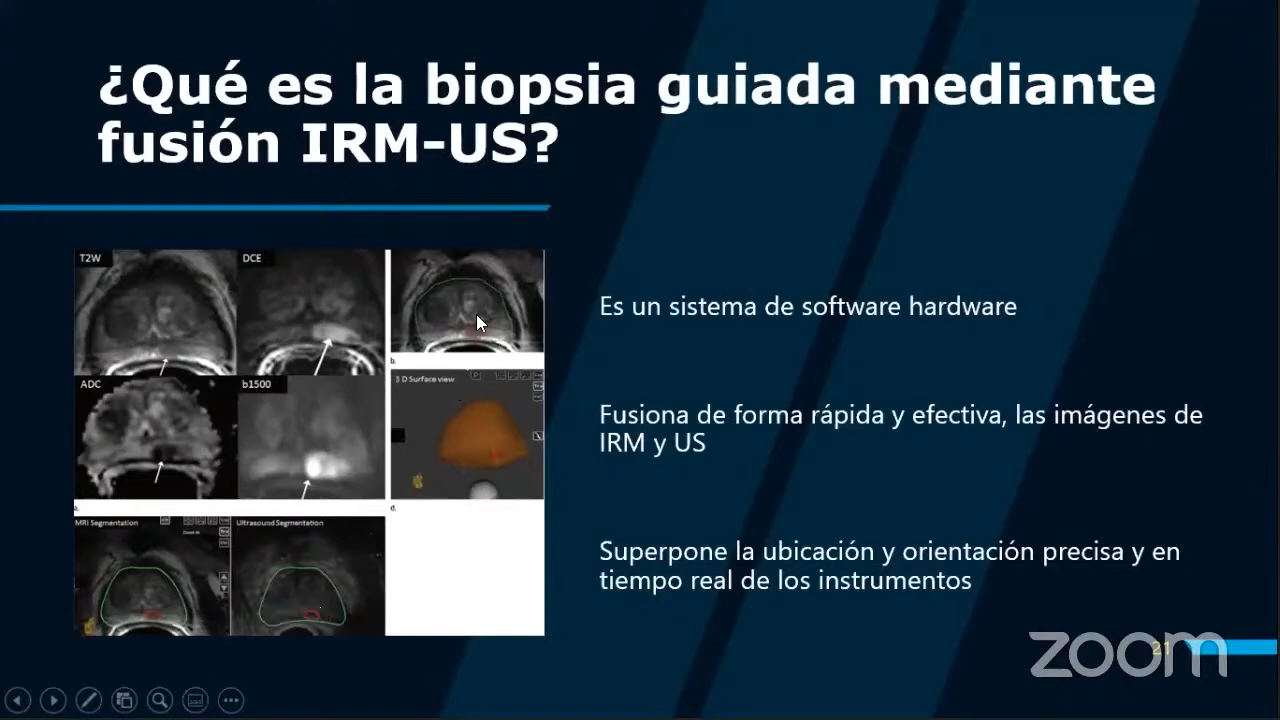 ¿Qué es la biopsia guiada mediante
fusión IRM-US?
T2W
DCE
ADC
b1500
b.
3 D Surface view
a.
d.
MRI Segmentation
Ultrasound Segmentation
Es un sistema de software hardware
Fusiona de forma rápida y efectiva, las imágenes de
IRM y US
Superpone la ubicación y orientación precisa y en
tiempo real de los instrumentos
21
zoom